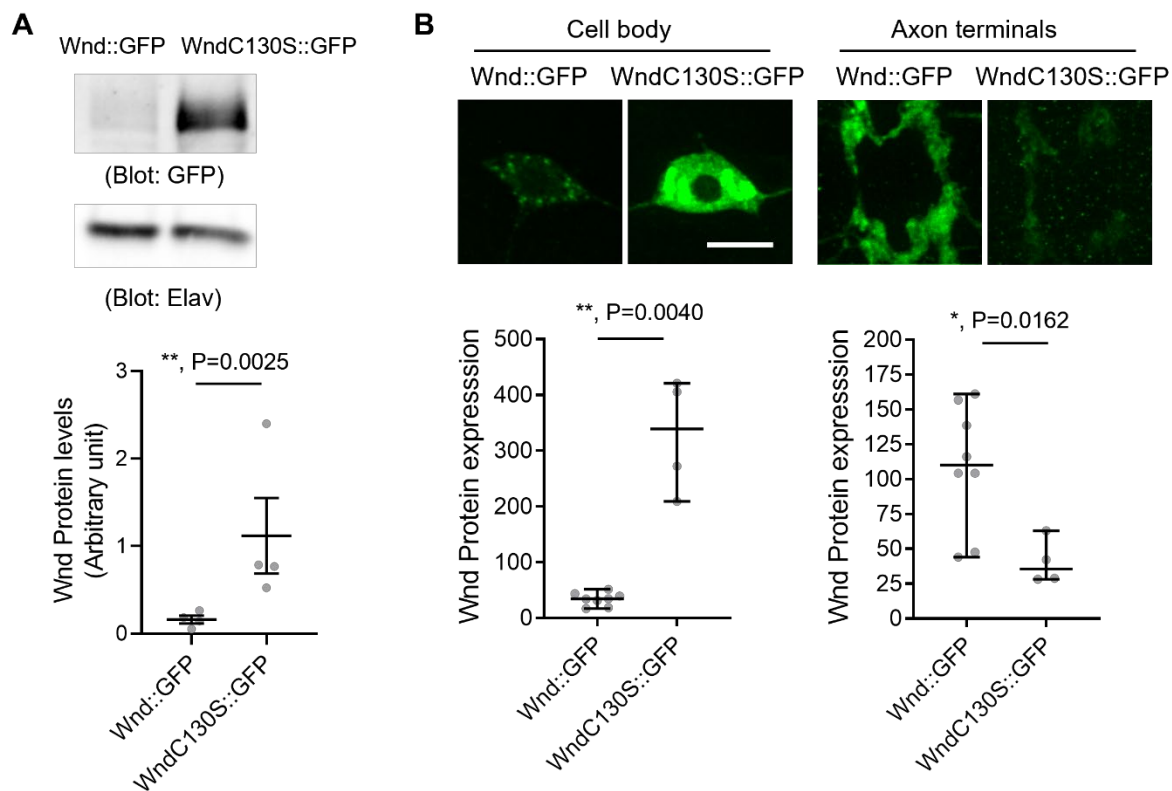 A
Wnd::GFP WndC130S::GFP
(Blot: GFP)
(Blot: Elav)
**, P=0.0025
Wnd Protein levels
(Arbitrary unit)
3
2
1
0
Wnd::GFP
WndC130S::GFP
B
Cell body
Axon terminals
Wnd::GFP WndC130S::GFP
Wnd::GFP WndC130S::GFP
**, P=0.0040
Wnd Protein expresssion
500
400
300
200
100
0
Wnd::GFP
WndC130S::GFP
*, P=0.0162
Wnd Protein expresssion
200
175
150
125
100
75
50
25
0
Wnd::GFP
WndC130S::GFP